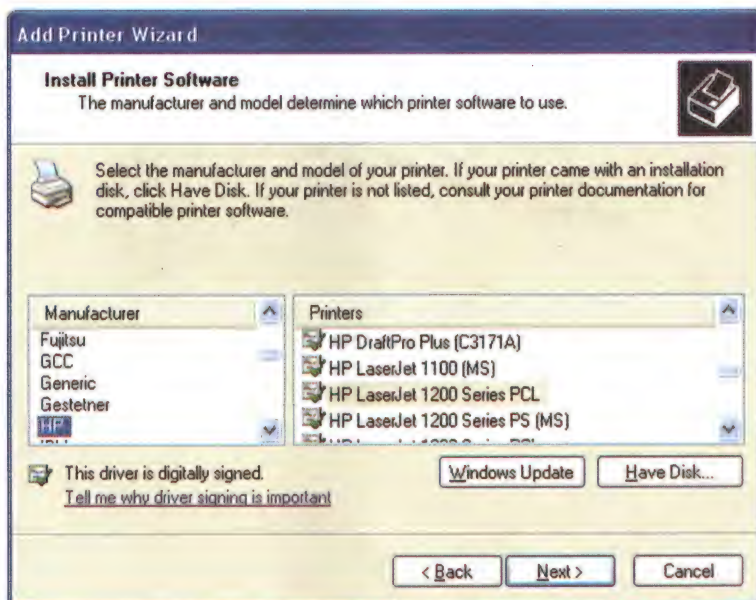 Add Printer Wizard
Install Printer Software
The manufacturer and model determine which printer software to use.
Select the manufacturer and model of your printer. If your printer came with an installation
disk, click Have Disk. If your printer is not listed, consult your printer documentation for
compatible printer software.
Manufacturer
Fujitsu
GCC
Generic
Gestetner
HP
Printers
HP DraftPro Plus (C3171A)
HP LaserJet 1100 (MS)
HP LaserJet 1200 Series PCL
HP LaserJet 1200 Series PS (MS)
This driver is digitally signed.
Tell me why driver signing is important
Windows Update
Have Disk...
< Back
Next >
Cancel